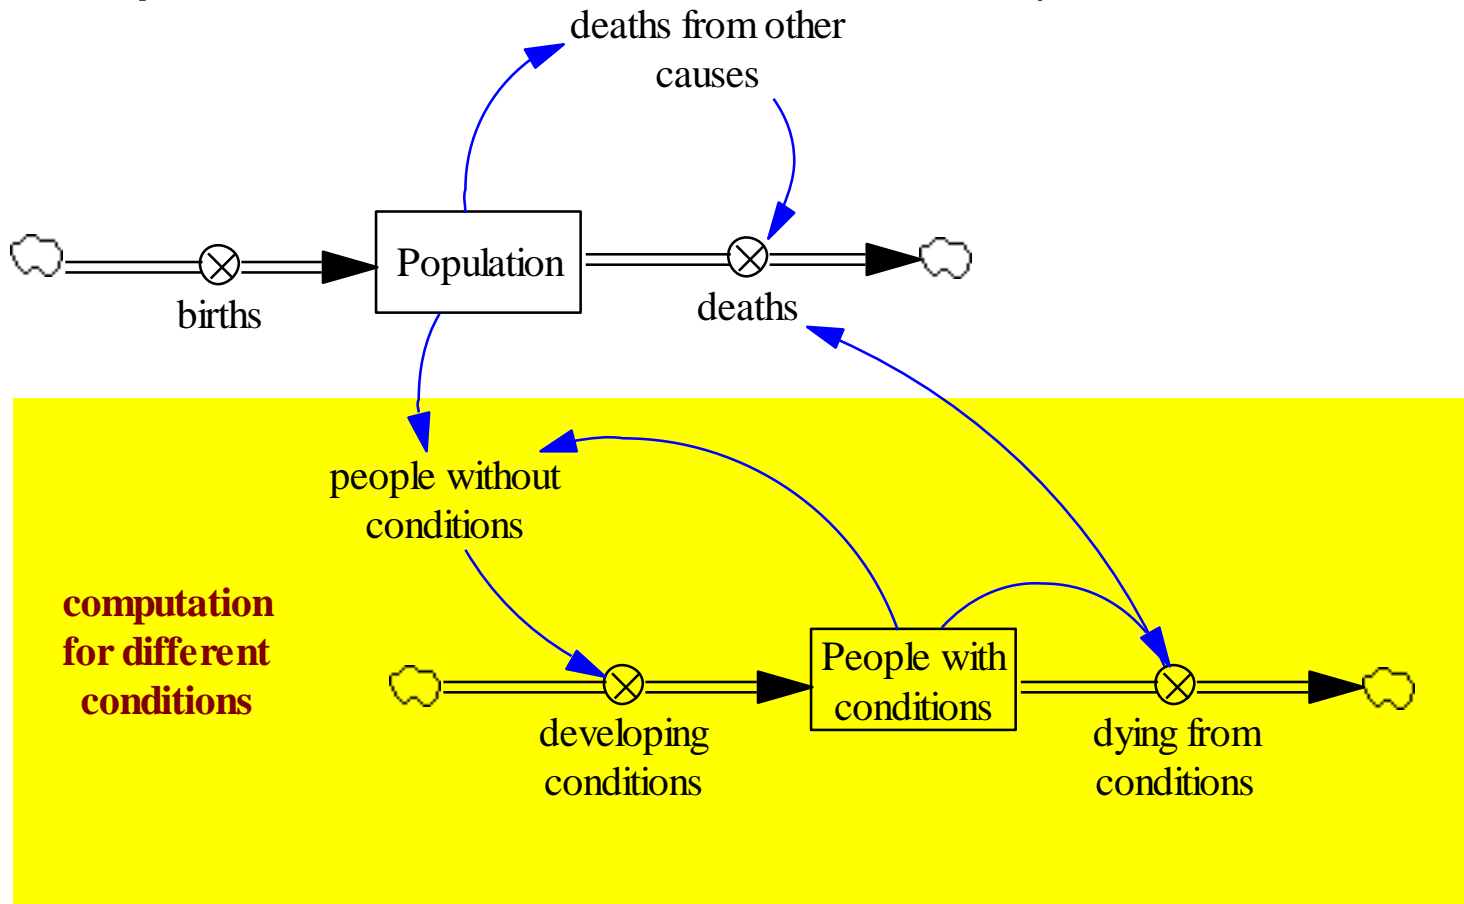 deaths from other
causes
Population
births
deaths
people without
conditions
computation
for different
conditions
People with
conditions
developing
conditions
dying from
conditions